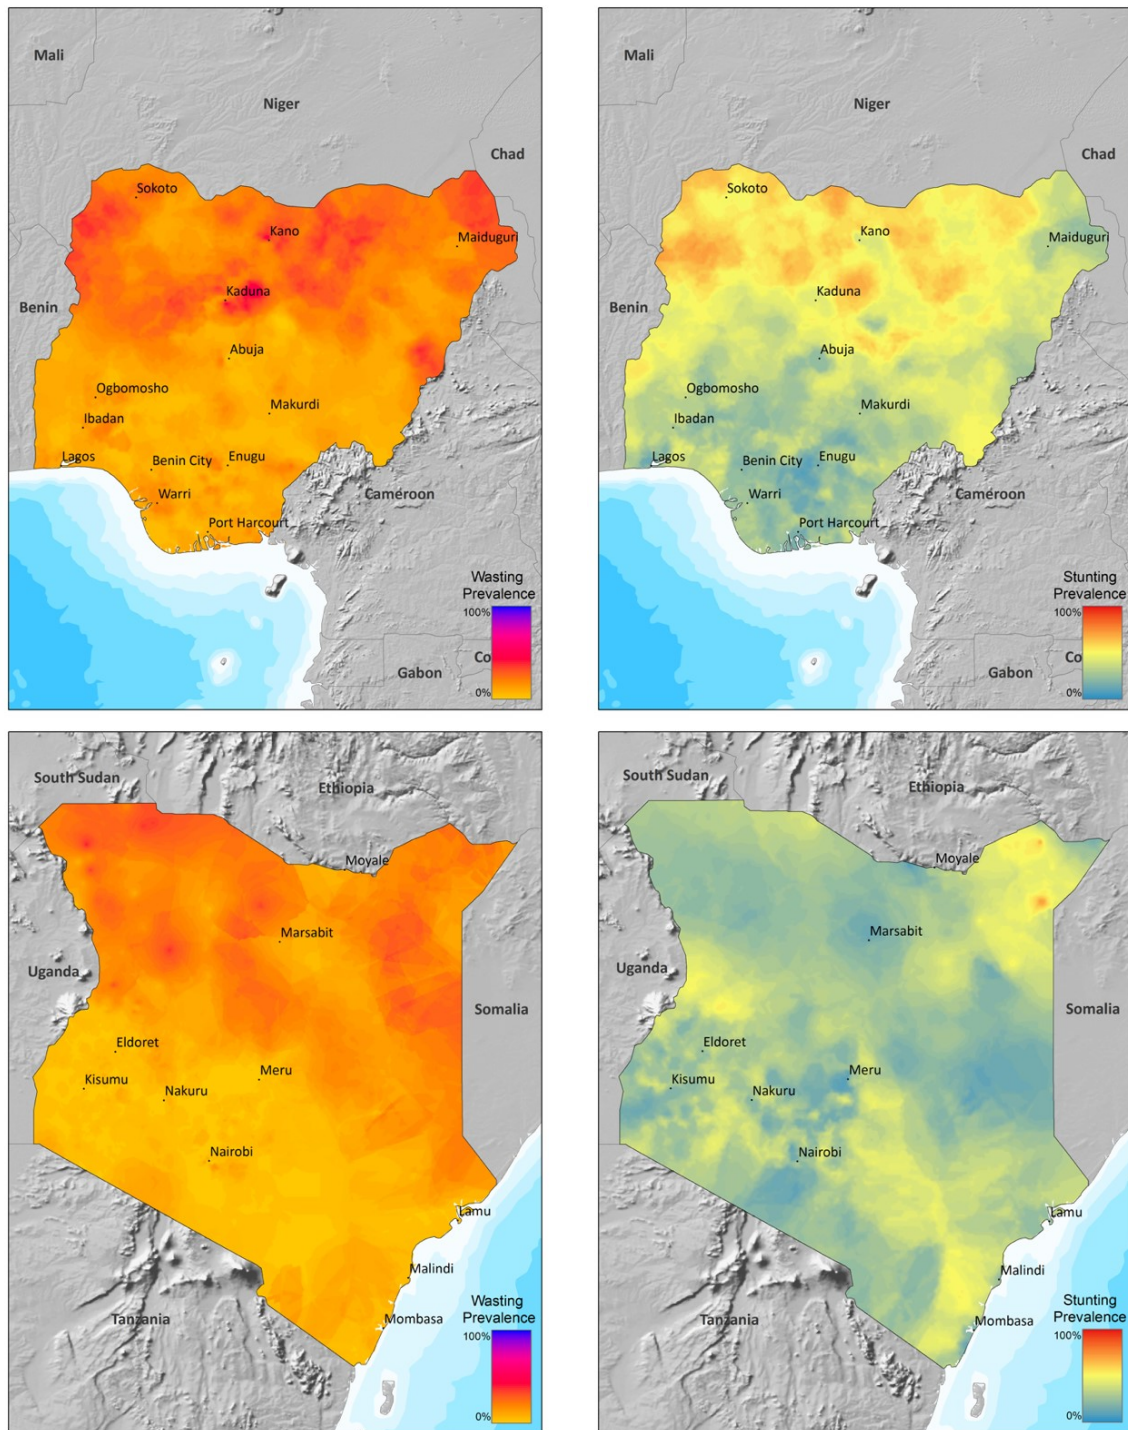 Mali
Niger
Chad
Sokoto
Kano
Maiduguri
Benin
Kaduna
Abuja
Ogbomosho
Makurdi
Ibadan
Lagos
Benin City
Enugu
Warri
Cameroon
Port Harcourt
Wasting
Prevalence
100%
Co
0%
Gabon
Mali
Niger
Chad
Sokoto
Kano
Maiduguri
Benin
Kaduna
Abuja
Ogbomosho
Makurdi
Ibadan
Lagos
Benin City
Enugu
Warri
Cameroon
Port Harcourt
Stunting
Prevalence
100%
Co
0%
Gabon
South Sudan
Ethiopia
Moyale
Marsabit
Uganda
Somalia
Eldoret
Kisumu
Nakuru
Meru
Nairobi
Lamu
Malindi
Mombasa
Tanzania
Wasting
Prevalence
100%
0%
South Sudan
Ethiopia
Moyale
Marsabit
Uganda
Somalia
Eldoret
Kisumu
Nakuru
Meru
Nairobi
Lamu
Malindi
Mombasa
Tanzania
Stunting
Prevalence
100%
0%